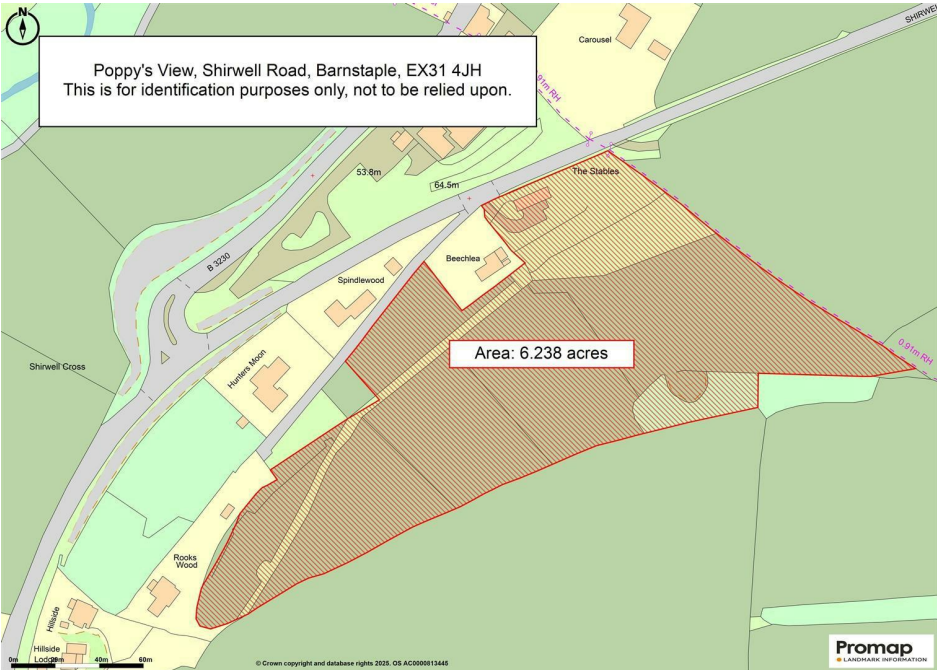 N
Poppy's View, Shirwell Road, Barnstaple, EX31 4JH
This is for identification purposes only, not to be relied upon.
Carousel
SHIRWE
91m RH
The Stables
53.8m
64.5m
Beechlea
B 3230
Spindlewood
Area: 6.238 acres
0.91m RH
Shirwell Cross
Hunters Moon
Rooks
Wood
Hillside
Hillside
Lodge
0m
20m
40m
60m
© Crown copyright and database rights 2025. OS AC0000813445
Promap
LANDMARK INFORMATION